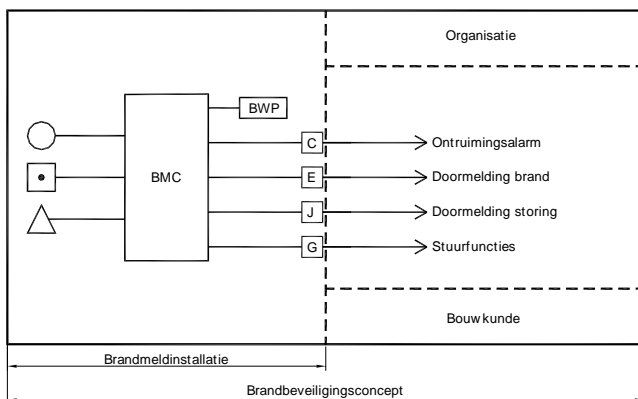 Organisatie
BWP
BMC
C
Ontruimingsalarm
E
Doormelding brand
J
Doormelding storing
G
Stuurfuncties
Bouwkunde
Brandmeldinstallatie
Brandbeveiligingsconcept